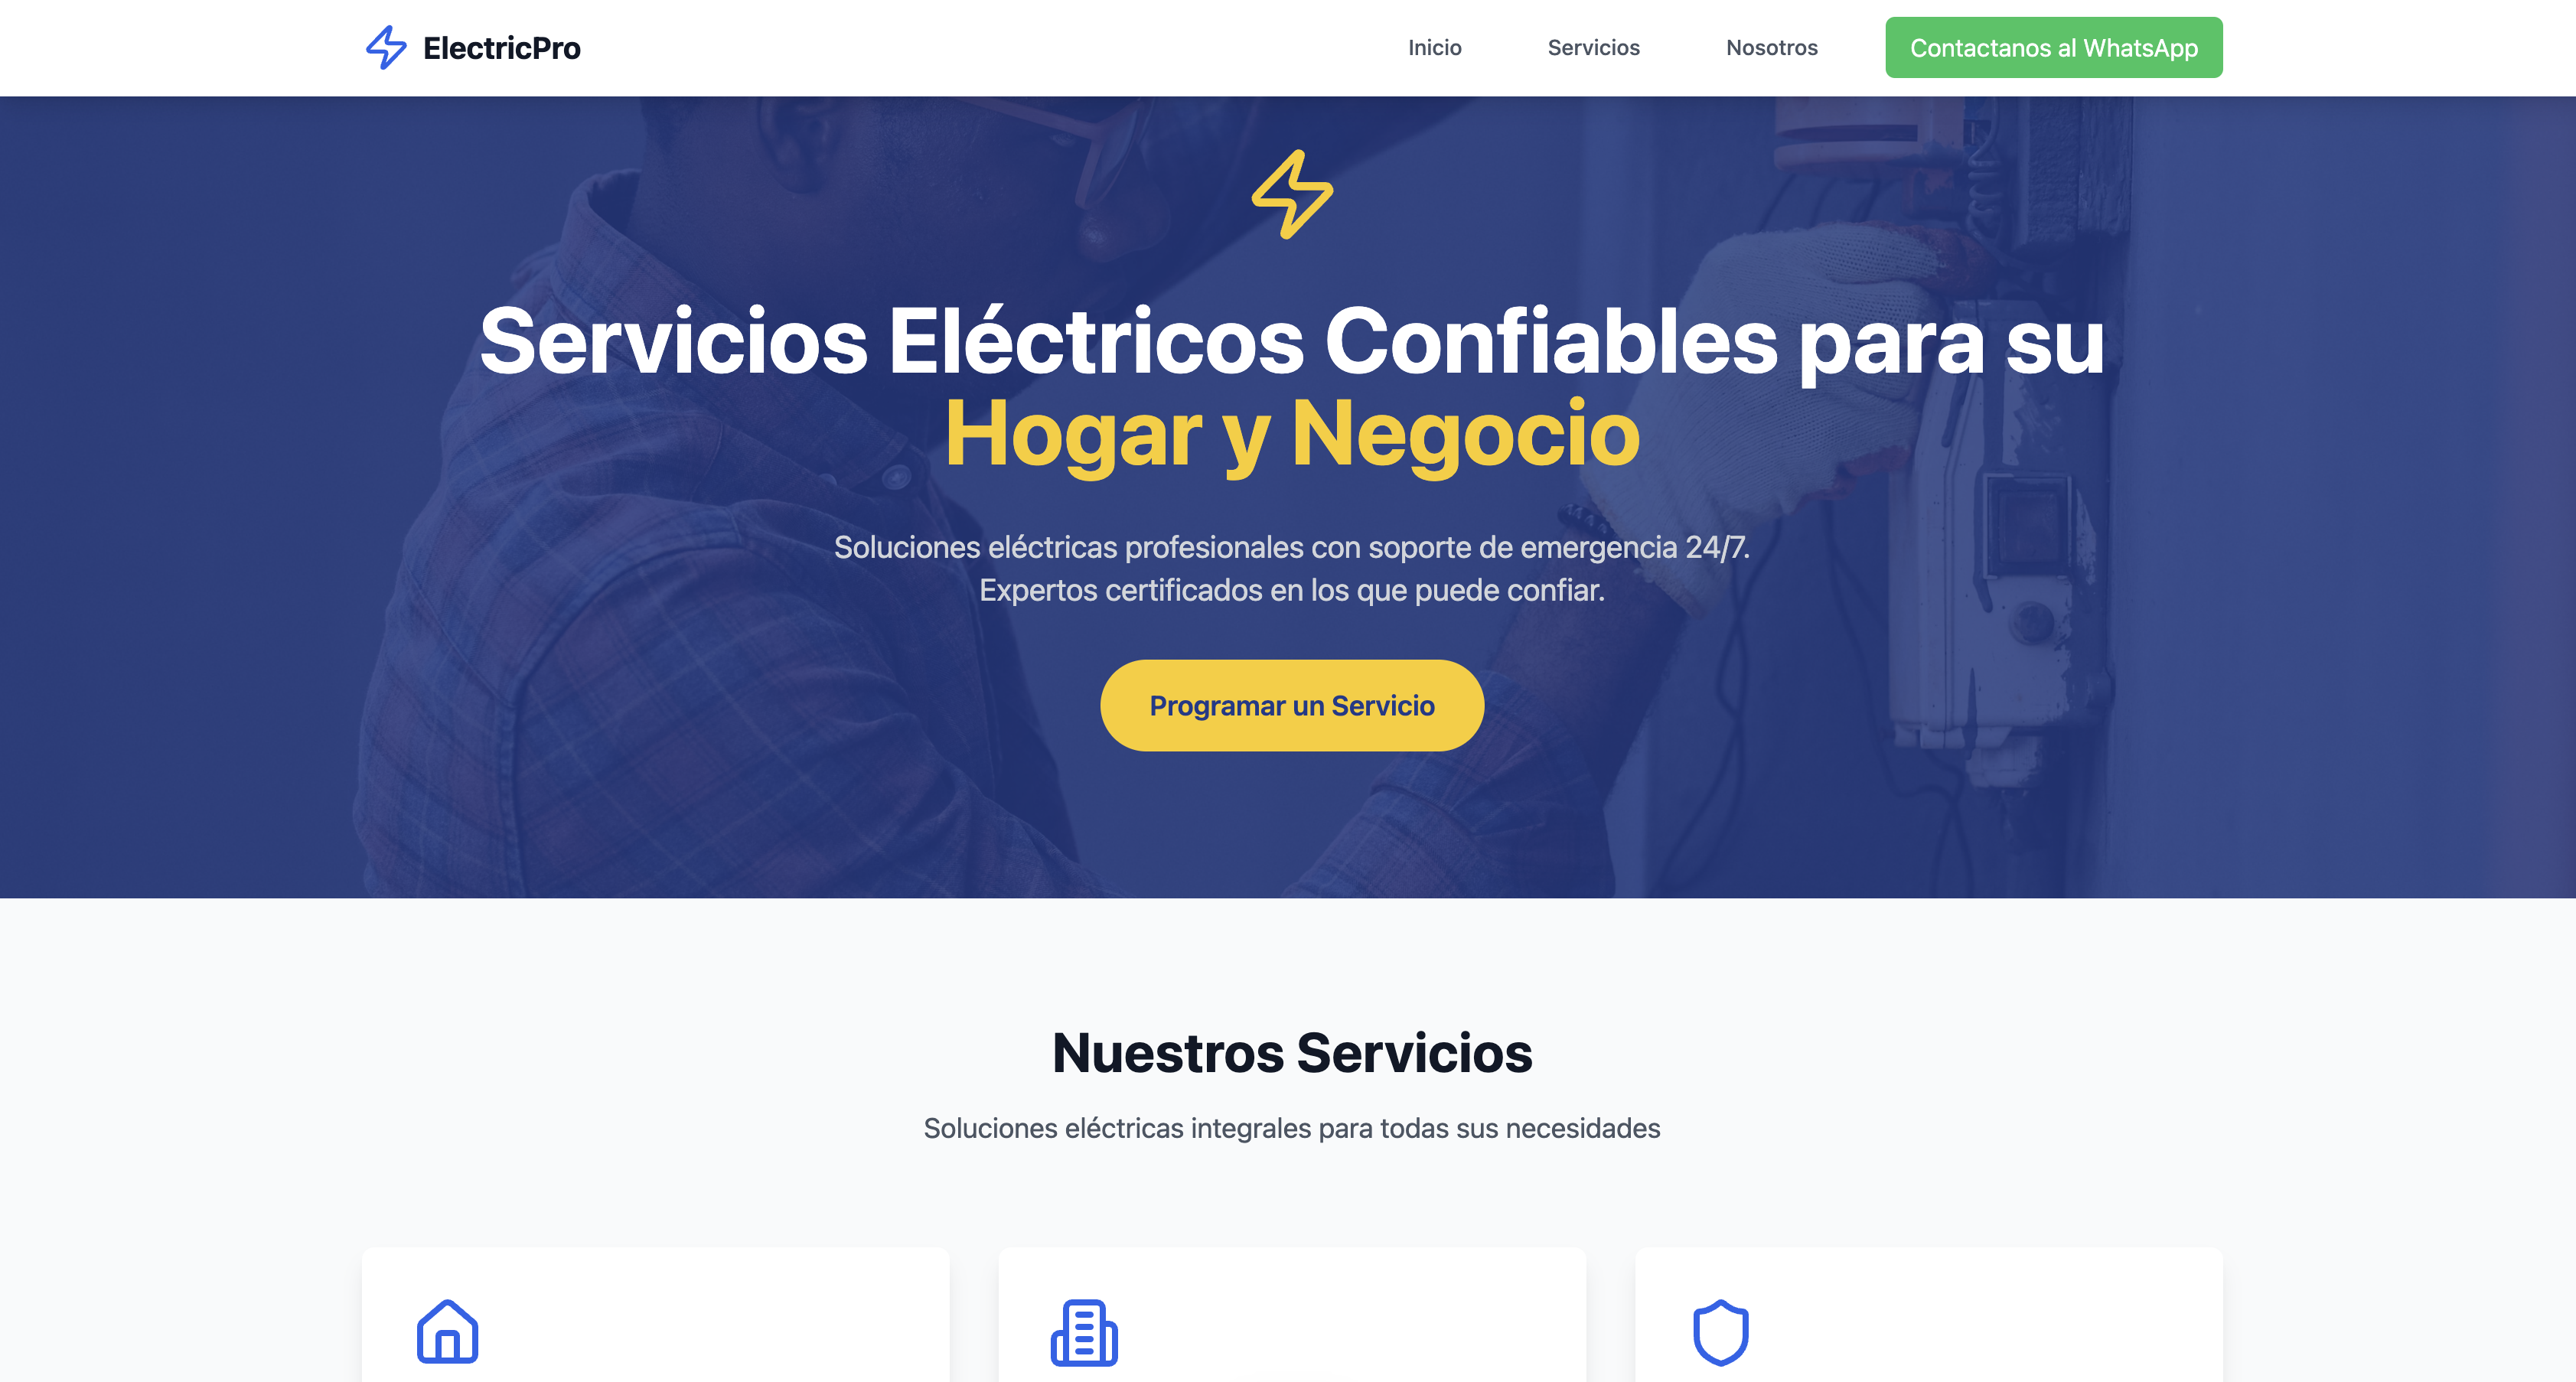 ElectricPro
Inicio
Servicios
Nosotros
Contactanos al WhatsApp
Servicios Eléctricos Confiables para su
Hogar y Negocio
Soluciones eléctricas profesionales con soporte de emergencia 24/7.
Expertos certificados en los que puede confiar.
Programar un Servicio
Nuestros Servicios
Soluciones eléctricas integrales para todas sus necesidades